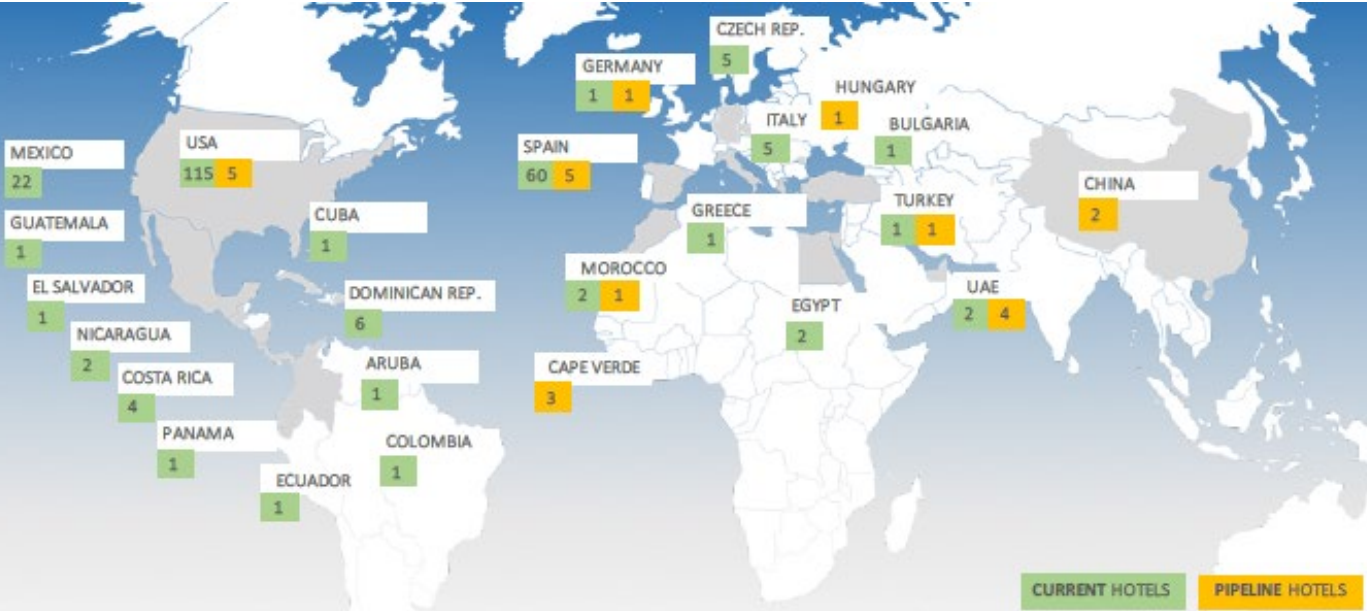 MEXICO
22
GUATEMALA
1
EL SALVADOR
1
NICARAGUA
2
COSTA RICA
4
PANAMA
1
ECUADOR
1
USA
115 5
CUBA
1
DOMINICAN REP.
6
ARUBA
1
COLOMBIA
1
GERMANY
1 1
SPAIN
60 5
MOROCCO
2 1
CAPE VERDE
3
CZECH REP.
5
ITALY
5
HUNGARY
1
BULGARIA
1
GREECE
1
TURKEY
1 1
EGYPT
2
UAE
2 4
CHINA
2
CURRENT HOTELS
PIPELINE HOTELS